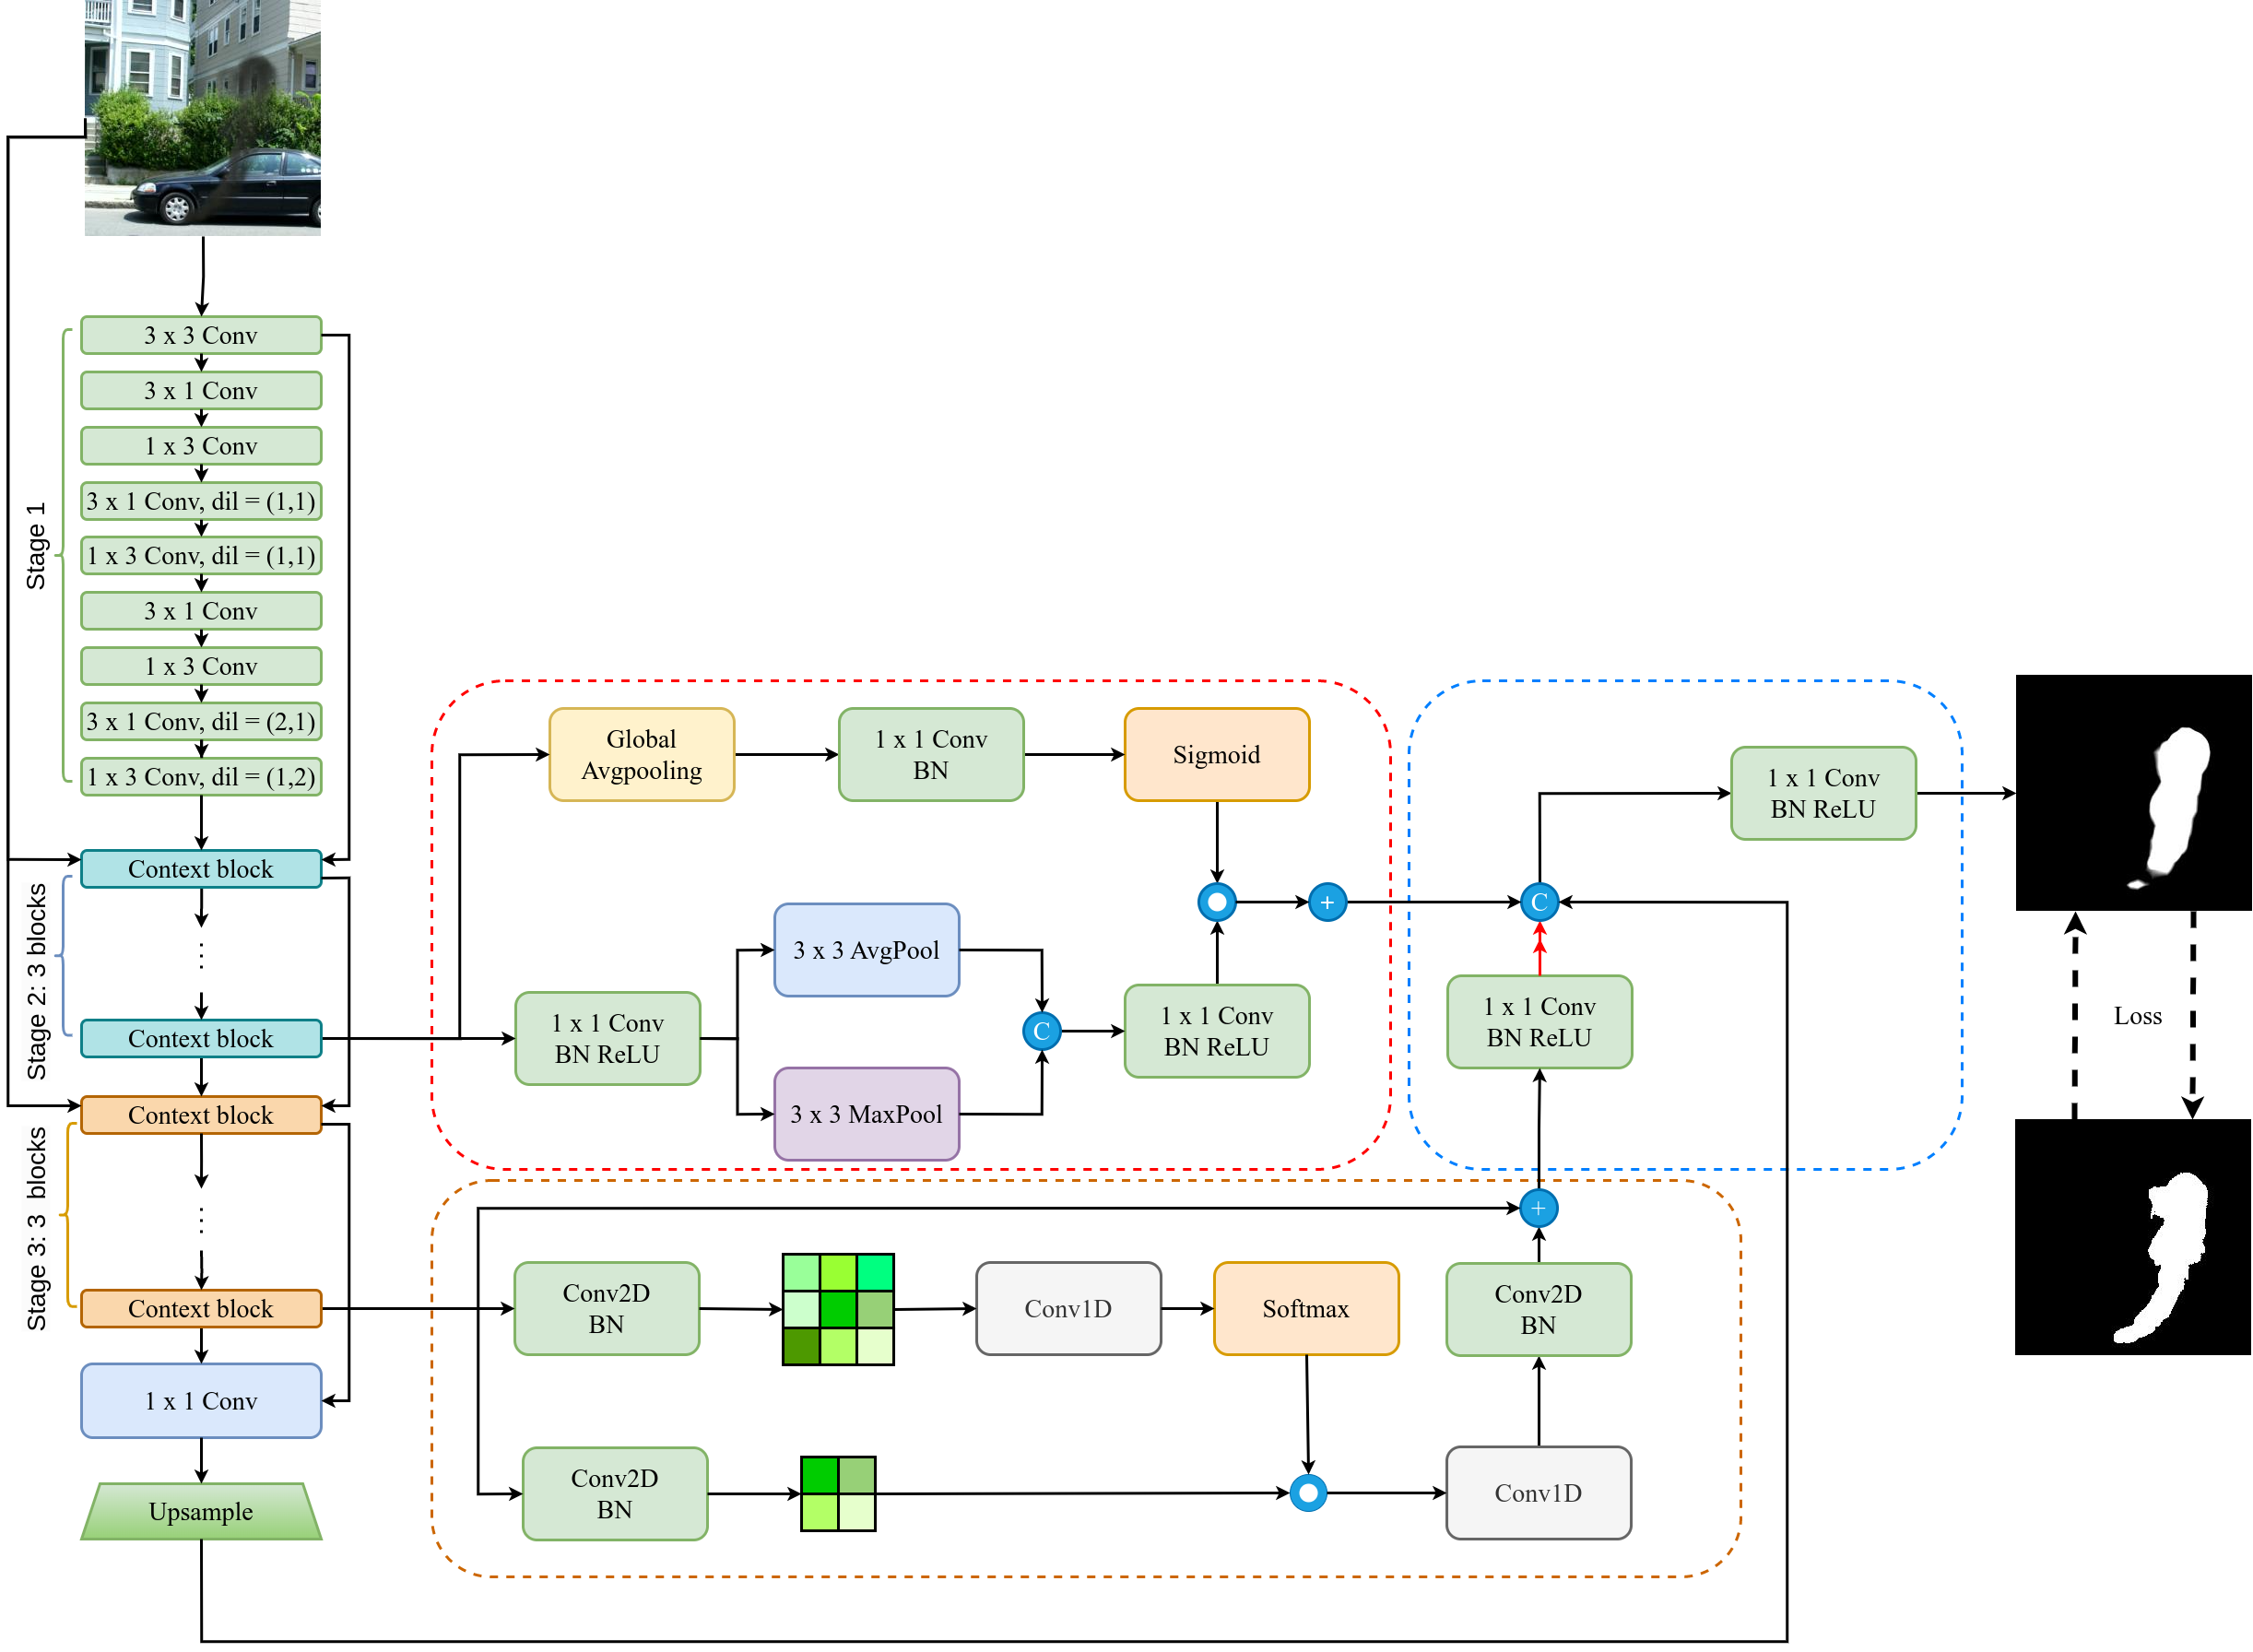 3 x 3 Conv
3 x 1 Conv
1 x 3 Conv
3 x 1 Conv, dil = (1,1)
1 x 3 Conv, dil = (1,1)
3 x 1 Conv
1 x 3 Conv
3 x 1 Conv, dil = (2,1)
1 x 3 Conv, dil = (1,2)
Stage 1
Context block
Stage 2: 3 blocks
Context block
Context block
Stage 3: 3 blocks
Context block
1 x 1 Conv
Upsample
Global
Avgpooling
1 x 1 Conv
BN
Sigmoid
1 x 1 Conv
BN ReLU
3 x 3 AvgPool
3 x 3 MaxPool
C
1 x 1 Conv
BN ReLU
+
C
1 x 1 Conv
BN ReLU
1 x 1 Conv
BN ReLU
Loss
+
Conv2D
BN
Conv1D
Softmax
Conv2D
BN
Conv2D
BN
Conv1D